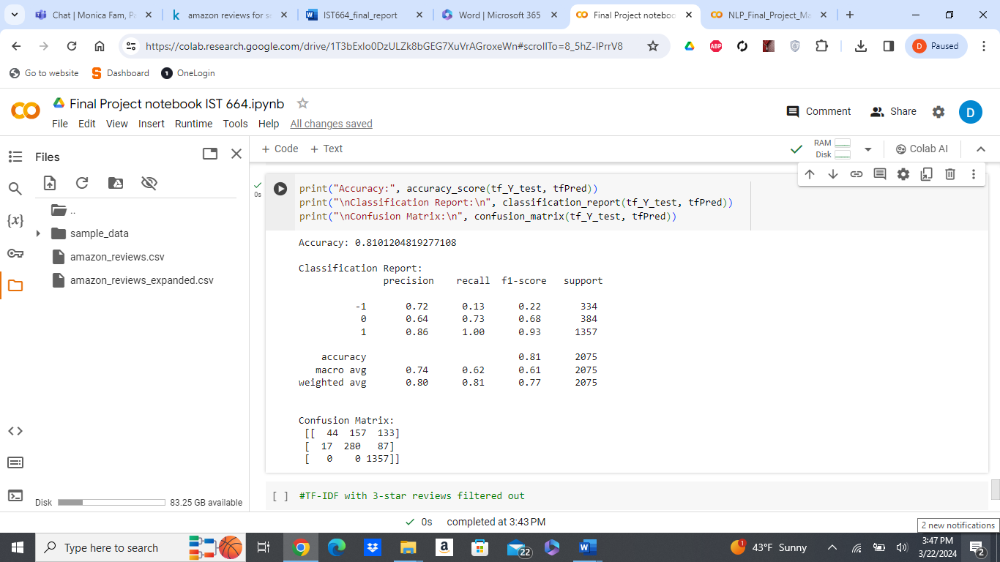 Chat | Monica Fam, Pa
amazon reviews for se
IST664_final_report
Word | Microsoft 365
Final Project noteboo
NLP_Final_Project_Ma
https://colab.research.google.com/drive/1T3bExlo0DzULZk8bGEG7XuVrAGroxeWn#scrollTo=8_5hZ-IPrrV8
ABP
D Paused
Go to website
Dashboard
OneLogin
Final Project notebook IST 664.ipynb
Comment
Share
D
File Edit View Insert Runtime Tools Help All changes saved
Files
+ Code + Text
RAM
Disk
Colab AI
..
sample_data
amazon_reviews.csv
amazon_reviews_expanded.csv
0s
print("Accuracy:", accuracy_score(tf_Y_test, tfPred))
print("\nClassification Report:\n", classification_report(tf_Y_test, tfPred))
print("\nConfusion Matrix:\n", confusion_matrix(tf_Y_test, tfPred))
Accuracy: 0.8101204819277108
Classification Report:
precision recall f1-score support
-1 0.72 0.13 0.22 334
0 0.64 0.73 0.68 384
1 0.86 1.00 0.93 1357
accuracy 0.81 2075
macro avg 0.74 0.62 0.61 2075
weighted avg 0.80 0.81 0.77 2075
Confusion Matrix:
[[ 44 157 133]
[ 17 280 87]
[ 0 0 1357]]
[ ] #TF-IDF with 3-star reviews filtered out
Disk 83.25 GB available
0s completed at 3:43 PM
2 new notifications
Type here to search
22
43°F Sunny
3:47 PM
3/22/2024
2